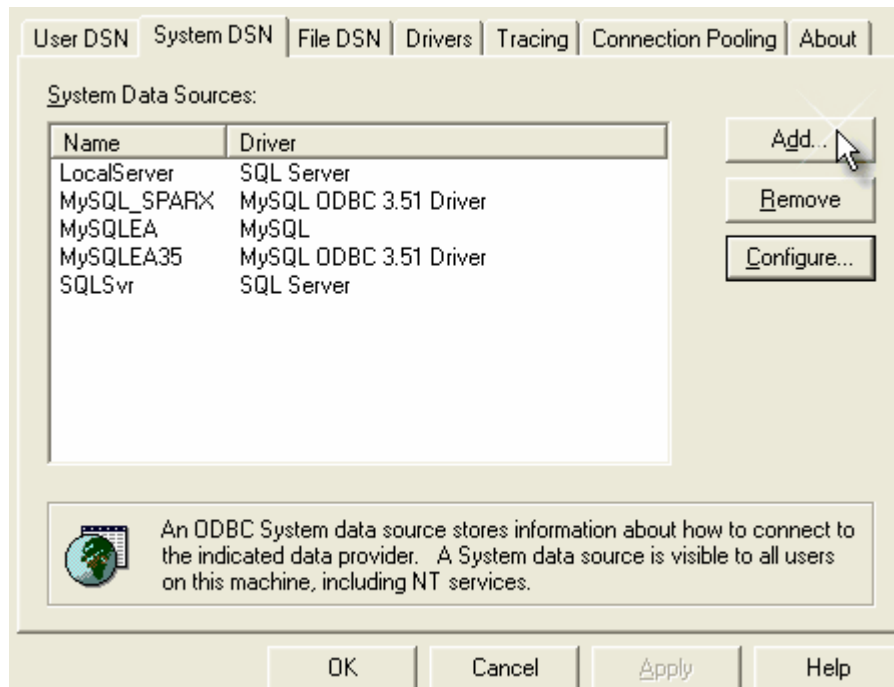 User DSN System DSN File DSN Drivers Tracing Connection Pooling About
System Data Sources:
Name Driver
LocalServer SQL Server
MySQL_SPARX MySQL ODBC 3.51 Driver
MySQLEA MySQL
MySQLEA35 MySQL ODBC 3.51 Driver
SQLSvr SQL Server
Add...
Remove
Configure...
An ODBC System data source stores information about how to connect to
the indicated data provider. A System data source is visible to all users
on this machine, including NT services.
OK Cancel Apply Help